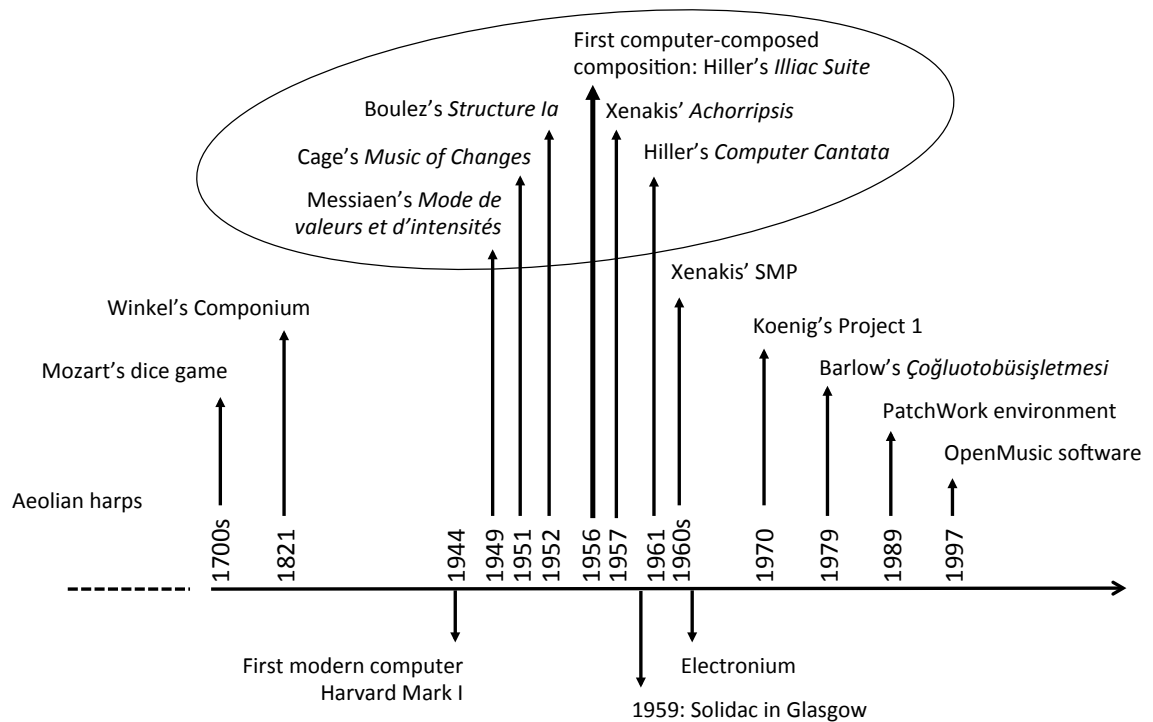 First computer-composed
composition: Hiller’s Illiac Suite
Boulez’s Structure Ia
Xenakis’ Achorripsis
Cage’s Music of Changes
Hiller’s Computer Cantata
Messiaen’s Mode de
valeurs et d’intensités
Xenakis’ SMP
Winkel’s Componium
Koenig’s Project 1
Mozart’s dice game
Barlow’s Çoğluotobüsişletmesi
PatchWork environment
OpenMusic software
Aeolian harps
1700s
1821
1944
1949
1951
1952
1956
1957
1961
1960s
1970
1979
1989
1997
First modern computer
Harvard Mark I
Electronium
1959: Solidac in Glasgow